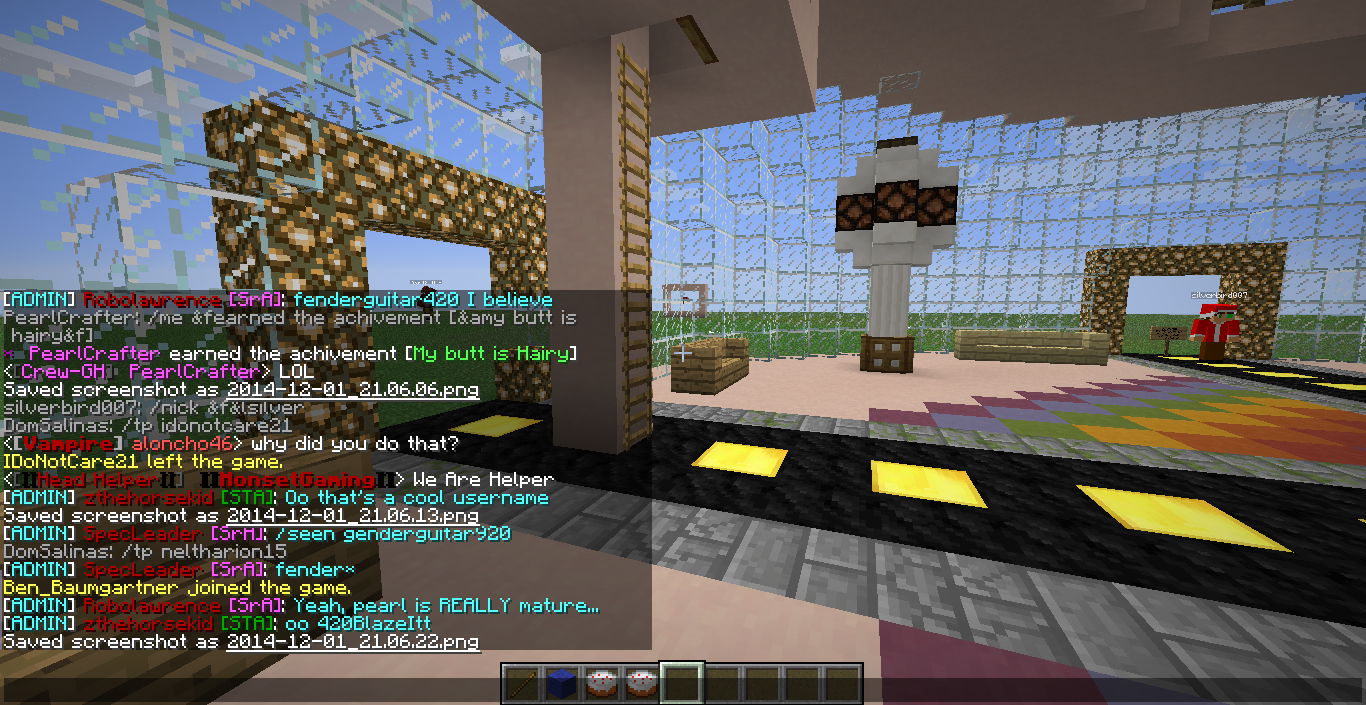 silverbird007
[ADMIN] Robolawrence [SrA]: fenderguitar420 I believe
PearlCrafter: /me &fearned the achivement [&amy butt is
hairy&f]
* PearlCrafter earned the achivement [My butt is Hairy]
<[Crew-GH] PearlCrafter> LOL
Saved screenshot as 2014-12-01_21.06.06.png
silverbird007: /nick &f&lsilver
DomSalinas: /tp idonotcare21
<[Vampire] aloncho46> why did you do that?
IDoNotCare21 left the game.
Head Helper MonsetGaming > We Are Helper
[ADMIN] zthehorsekid [STA]: Oo that's a cool username
Saved screenshot as 2014-12-01_21.06.13.png
[ADMIN] SpecLeader [SrA]: /seen genderguitar920
DomSalinas: /tp neltharion15
[ADMIN] SpecLeader [SrA]: fender*
Ben_Baumgartner joined the game.
[ADMIN] Robolawrence [SrA]: Yeah, pearl is REALLY mature...
[ADMIN] zthehorsekid [STA]: oo 420BlazeItt
Saved screenshot as 2014-12-01_21.06.22.png